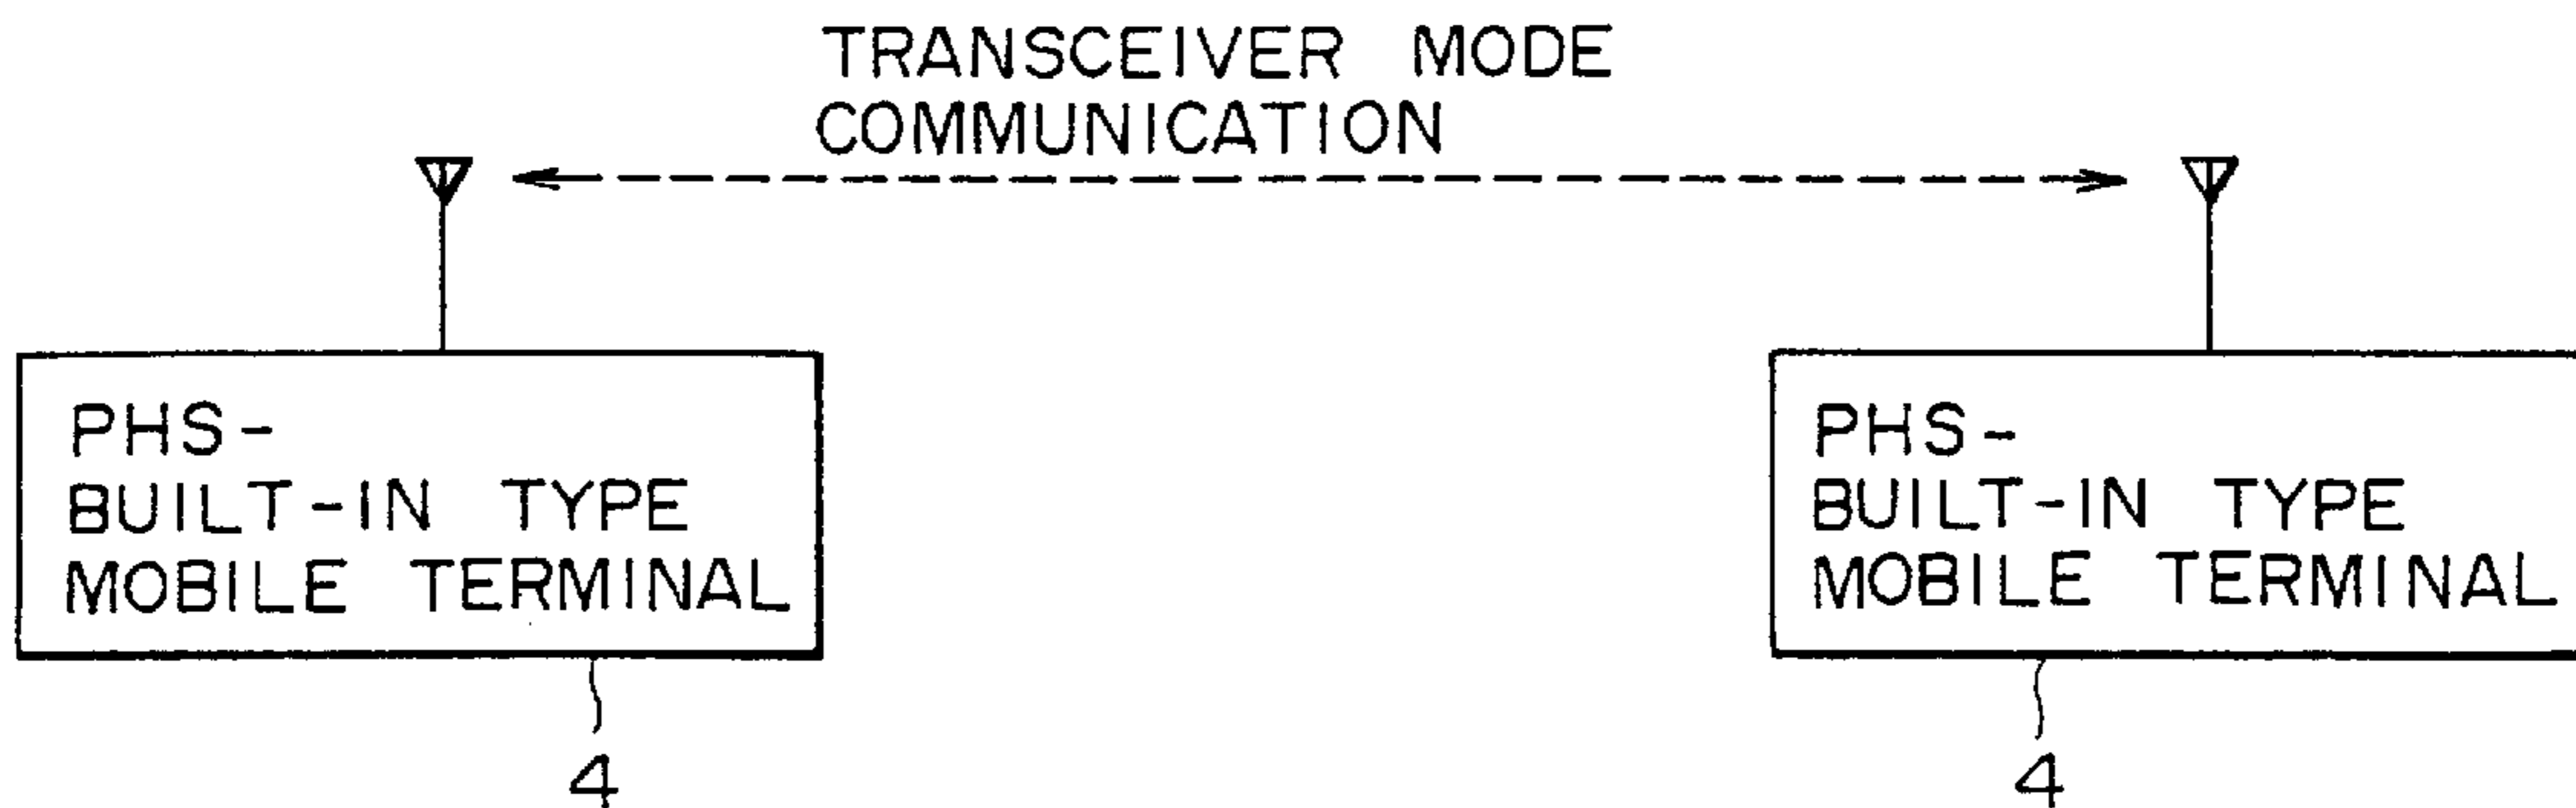 TRANSCEIVER MODE
COMMUNICATION
PHS-
BUILT-IN TYPE
MOBILE TERMINAL
4
PHS-
BUILT-IN TYPE
MOBILE TERMINAL
4